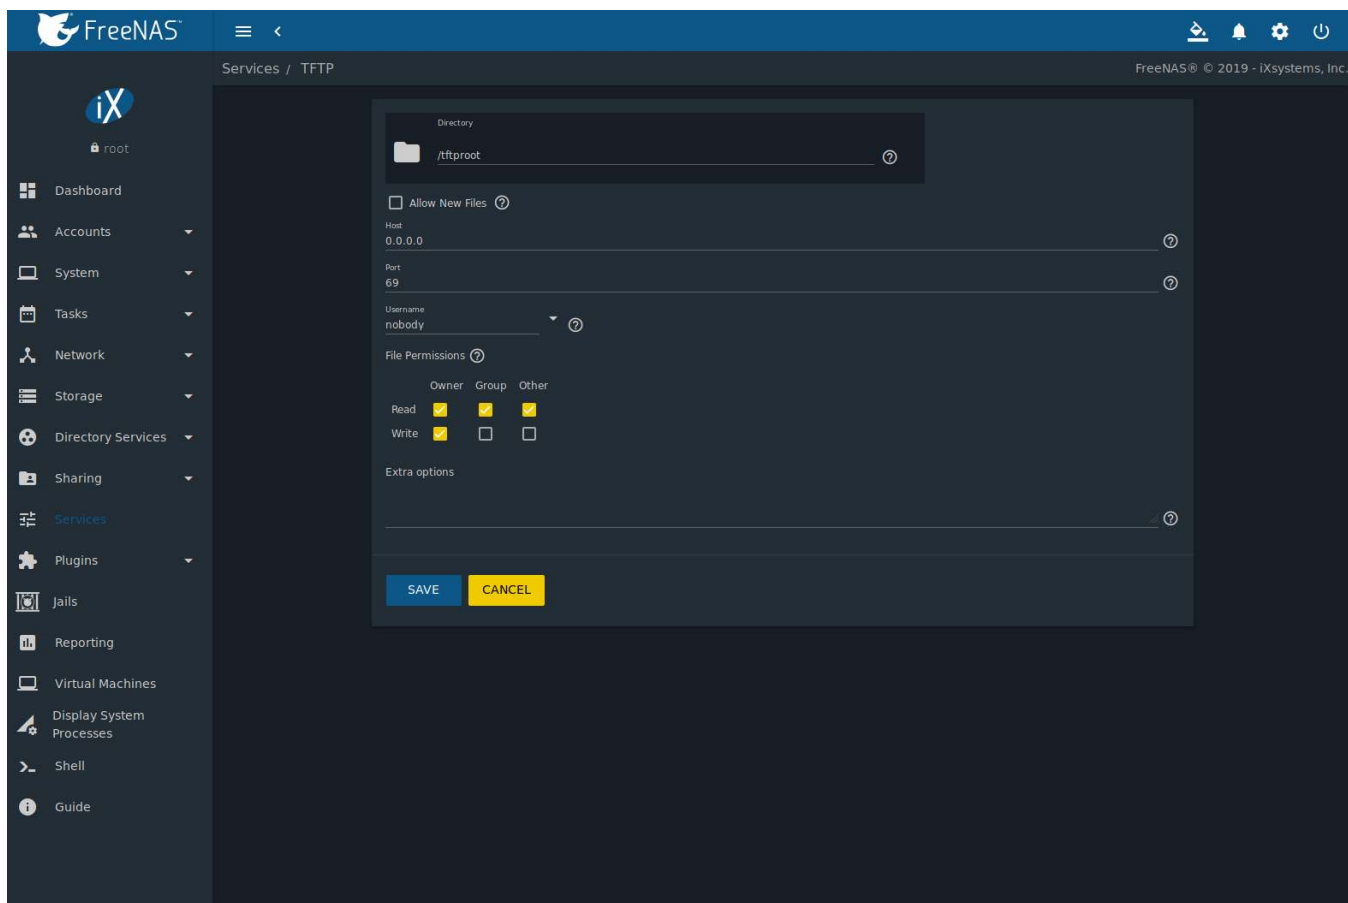 FreeNAS™
Services / TFTP
FreeNAS® © 2019 - iXsystems, Inc.
iX
root
Dashboard
Accounts
System
Tasks
Network
Storage
Directory Services
Sharing
Services
Plugins
Jails
Reporting
Virtual Machines
Display System
Processes
Shell
Guide
Directory
/tftproot
Allow New Files
Host
0.0.0.0
Port
69
Username
nobody
File Permissions
Owner Group Other
Read
Write
Extra options
SAVE CANCEL